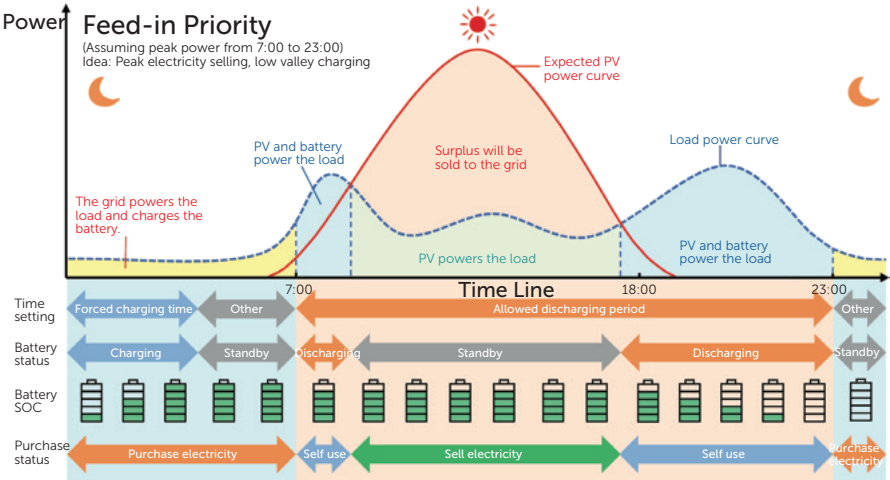 Power
Feed-in Priority
(Assuming peak power from 7:00 to 23:00)
Idea: Peak electricity selling, low valley charging
Expected PV
power curve
PV and battery
power the load
Surplus will be
sold to the grid
Load power curve
The grid powers the
load and charges the
battery.
PV powers the load
PV and battery
power the load
7:00
Time Line
18:00
23:00
Time
setting
Forced charging time
Other
Allowed discharging period
Other
Battery
status
Charging
Standby
Discharging
Standby
Discharging
Standby
Battery
SOC
Purchase
status
Purchase electricity
Self use
Sell electricity
Self use
Purchase
electricity